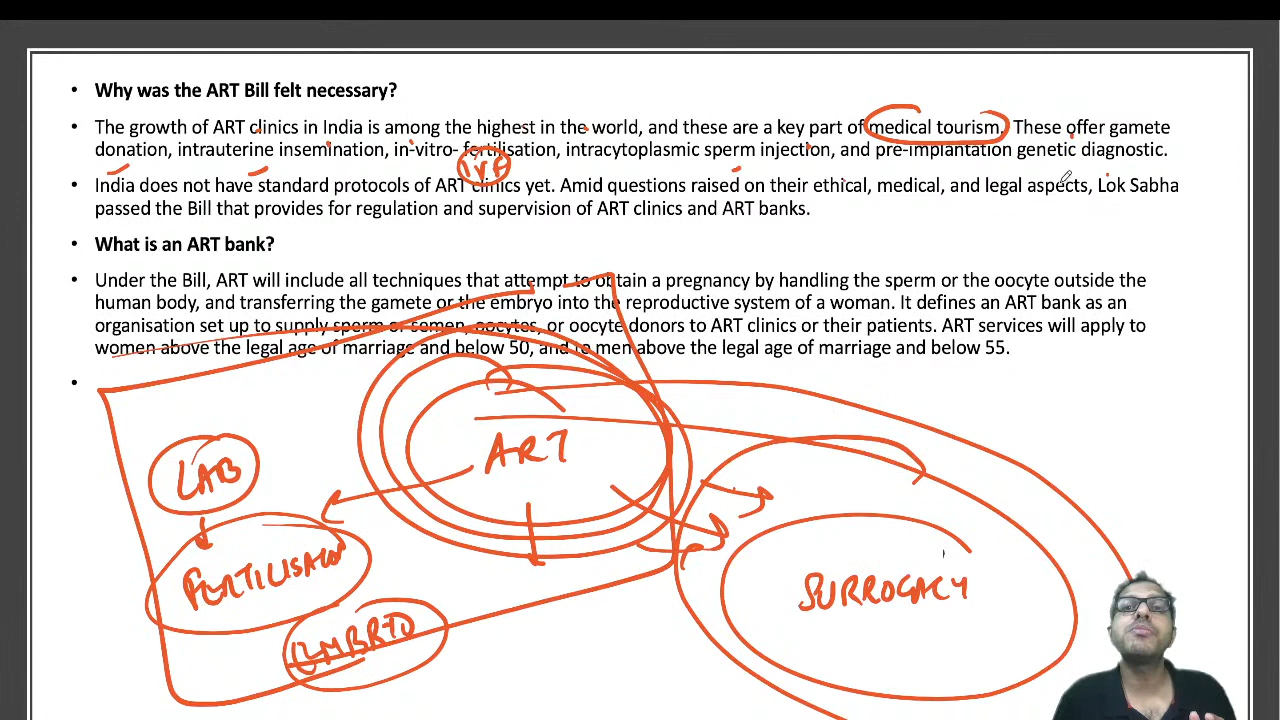 • Why was the ART Bill felt necessary?
• The growth of ART clinics in India is among the highest in the world, and these are a key part of medical tourism. These offer gamete
donation, intrauterine insemination, in-vitro- fertilisation, intracytoplasmic sperm injection, and pre-implantation genetic diagnostic.
IVF
• India does not have standard protocols of ART clinics yet. Amid questions raised on their ethical, medical, and legal aspects, Lok Sabha
passed the Bill that provides for regulation and supervision of ART clinics and ART banks.
• What is an ART bank?
• Under the Bill, ART will include all techniques that attempt to obtain a pregnancy by handling the sperm or the oocyte outside the
human body, and transferring the gamete or the embryo into the reproductive system of a woman. It defines an ART bank as an
organisation set up to supply sperm or semen, oocytes, or oocyte donors to ART clinics or their patients. ART services will apply to
women above the legal age of marriage and below 50, and to men above the legal age of marriage and below 55.
•
ART
LAB
FERTILISATION
SURROGACY
EMBRYO